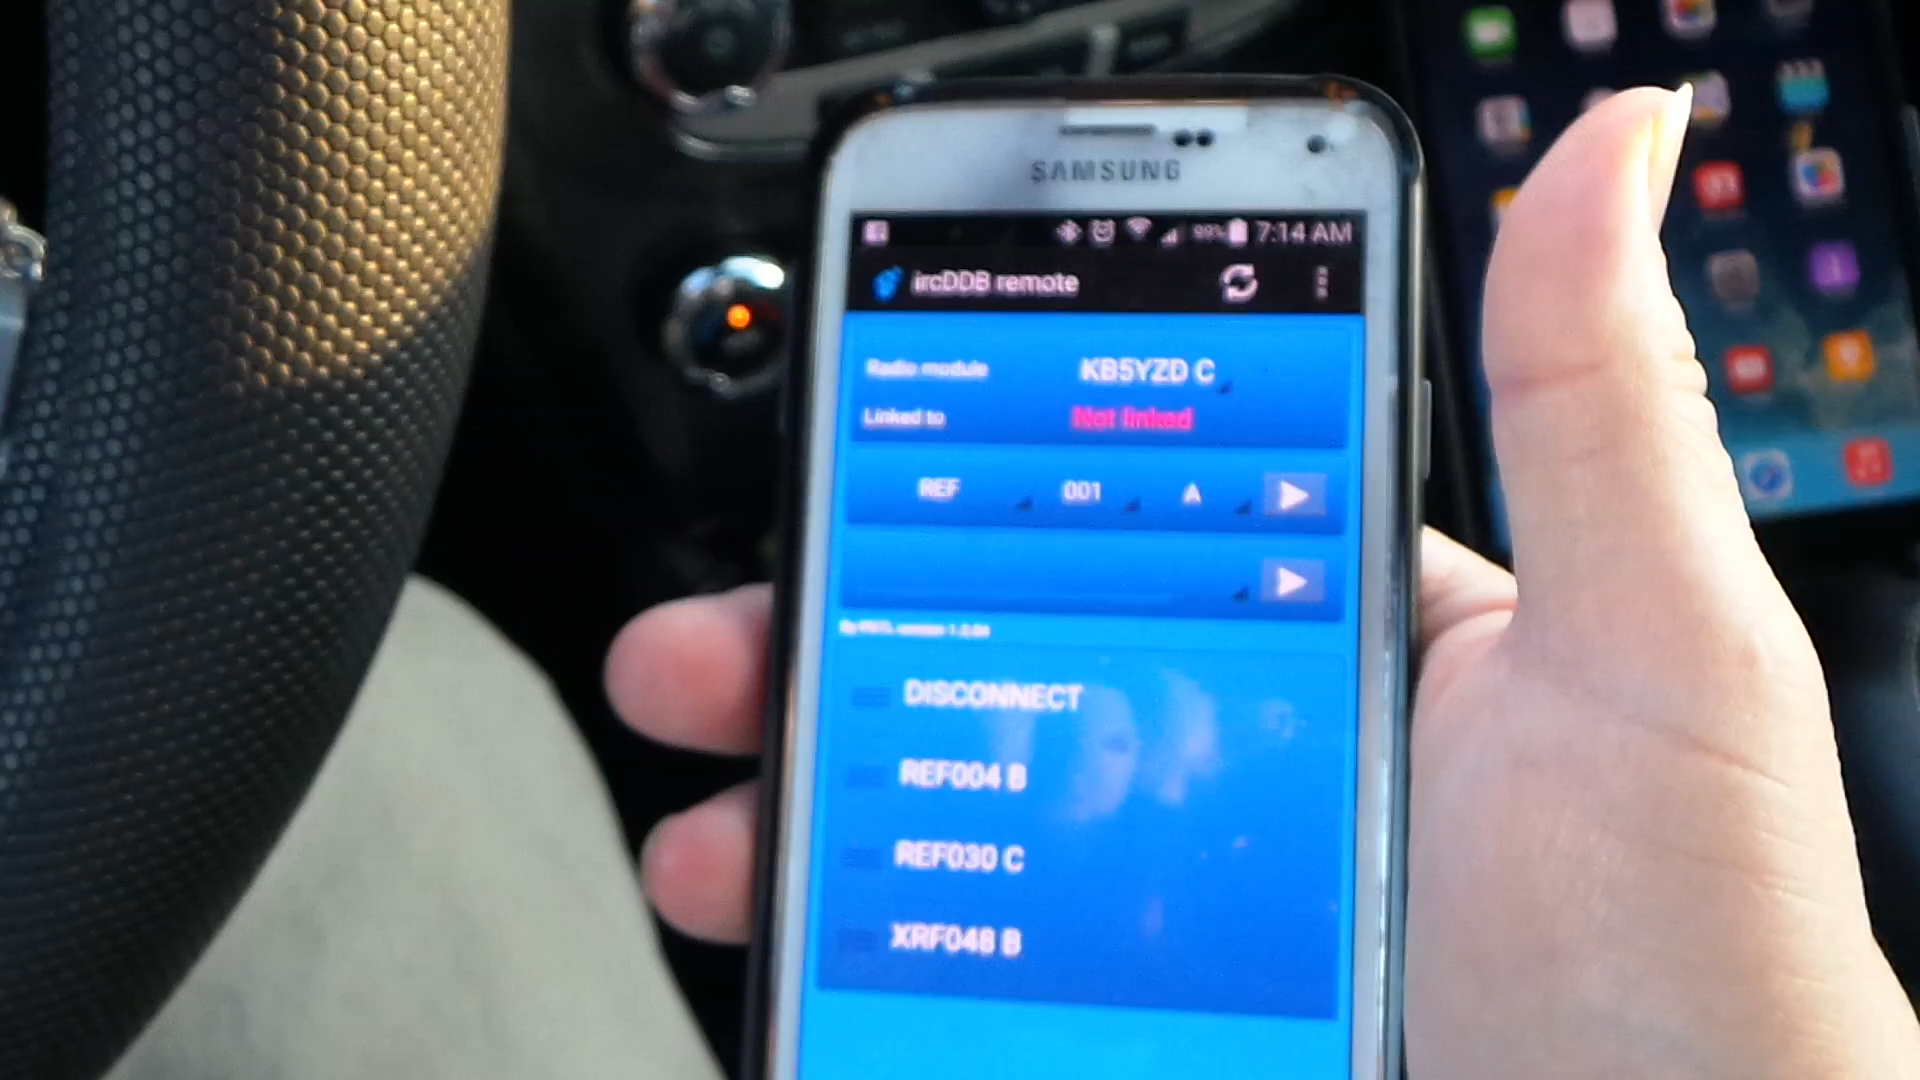 SAMSUNG
99% 7:14 AM
ircDDB remote
Radio module KB5YZD C
Linked to Not linked
REF 001 A
DISCONNECT
REF004 B
REF030 C
XRF048 B